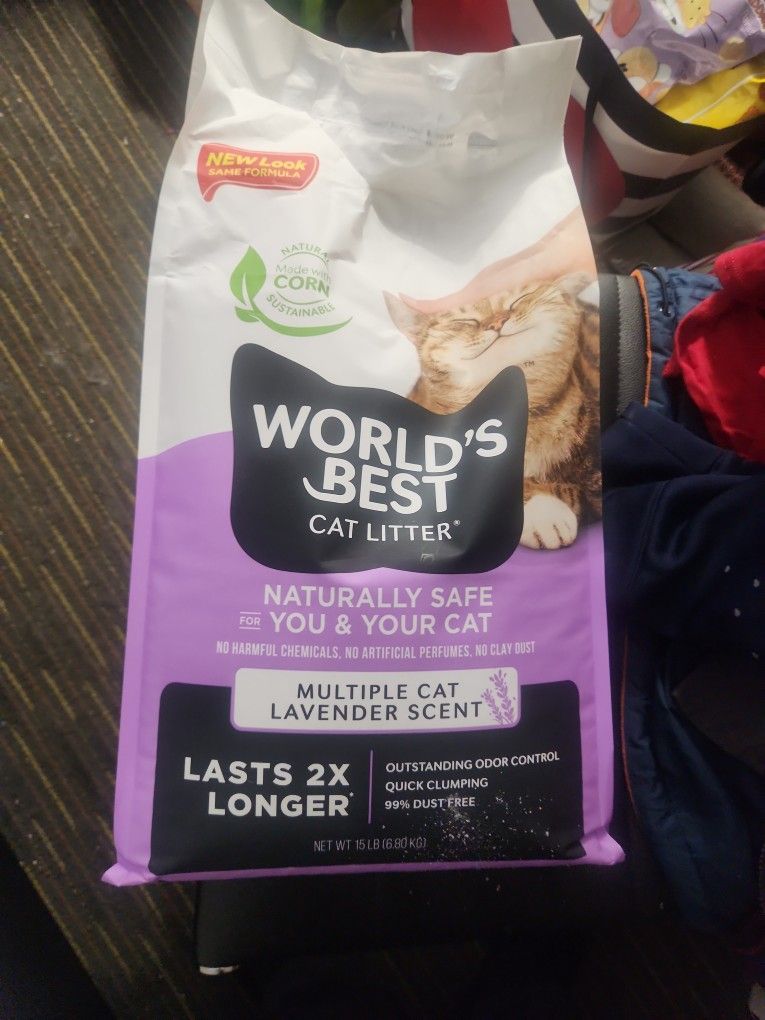 NEW Look
SAME FORMULA
NATURAL
Made with
CORN
SUSTAINABLE
™
WORLD'S
BEST
CAT LITTER®
NATURALLY SAFE
FOR YOU & YOUR CAT
NO HARMFUL CHEMICALS, NO ARTIFICIAL PERFUMES, NO CLAY DUST
MULTIPLE CAT
LAVENDER SCENT
LASTS 2X
LONGER*
OUTSTANDING ODOR CONTROL
QUICK CLUMPING
99% DUST FREE
NET WT 15 LB (6.80 KG)